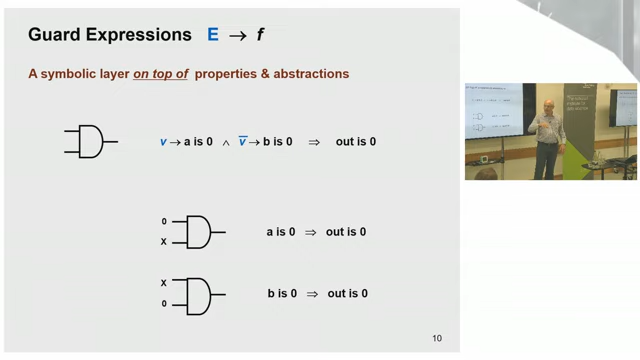 Guard Expressions E → f
A symbolic layer on top of properties & abstractions
v → a is 0 ∧ v̅ → b is 0 ⇒ out is 0
0
X
a is 0 ⇒ out is 0
X
0
b is 0 ⇒ out is 0
10